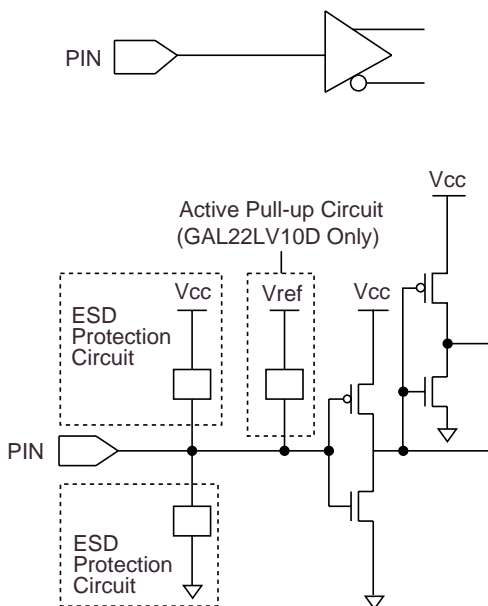 PIN
Vcc
Active Pull-up Circuit
(GAL22LV10D Only)
Vcc
Vref
Vcc
ESD
Protection
Circuit
PIN
ESD
Protection
Circuit